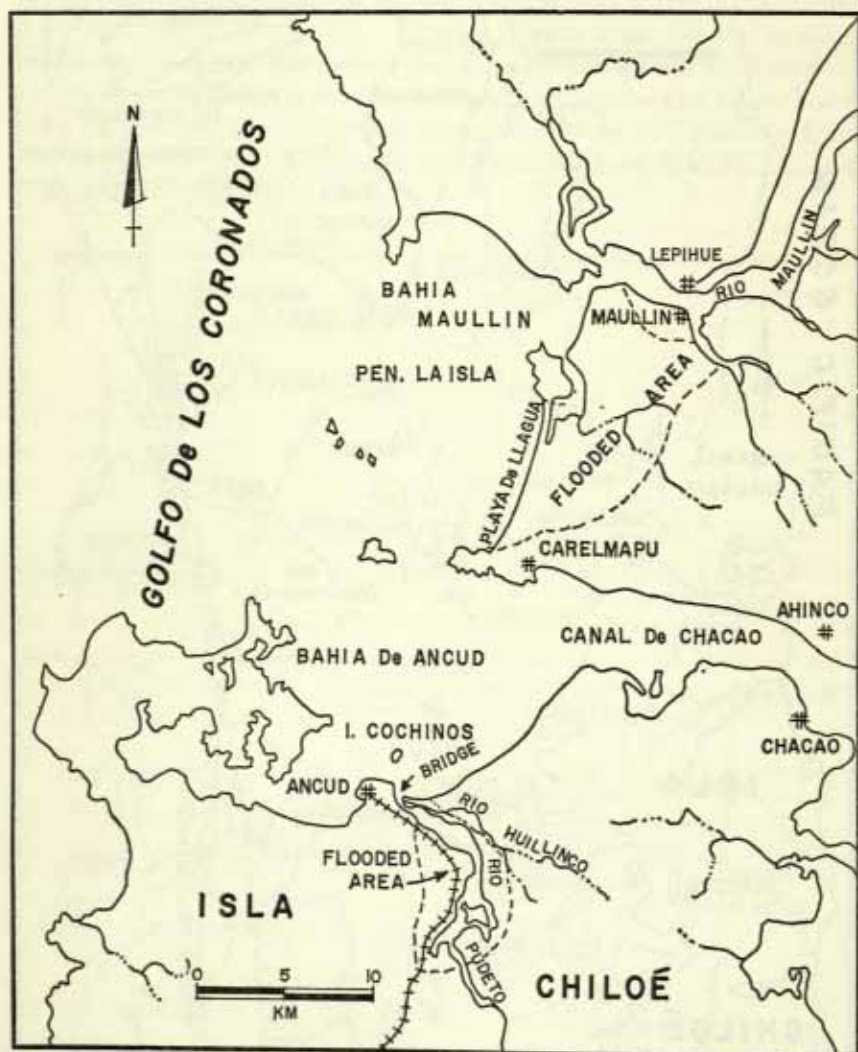 N
GOLFO De LOS CORONADOS
BAHIA
MAULLIN
PEN. LA ISLA
LEPIHUE
RIO
MAULLIN
MAULLIN
AREA
FLOODED
PLAYA De LLAGUA
CARELMAPU
AHINCO
CANAL De CHACAO
BAHIA De ANCUD
I. COCHINOS
BRIDGE
CHACAO
ANCUD
RIO
HUILLINCO
FLOODED
AREA
RIO
PUDETO
ISLA
CHILOÉ
0 5 10
KM